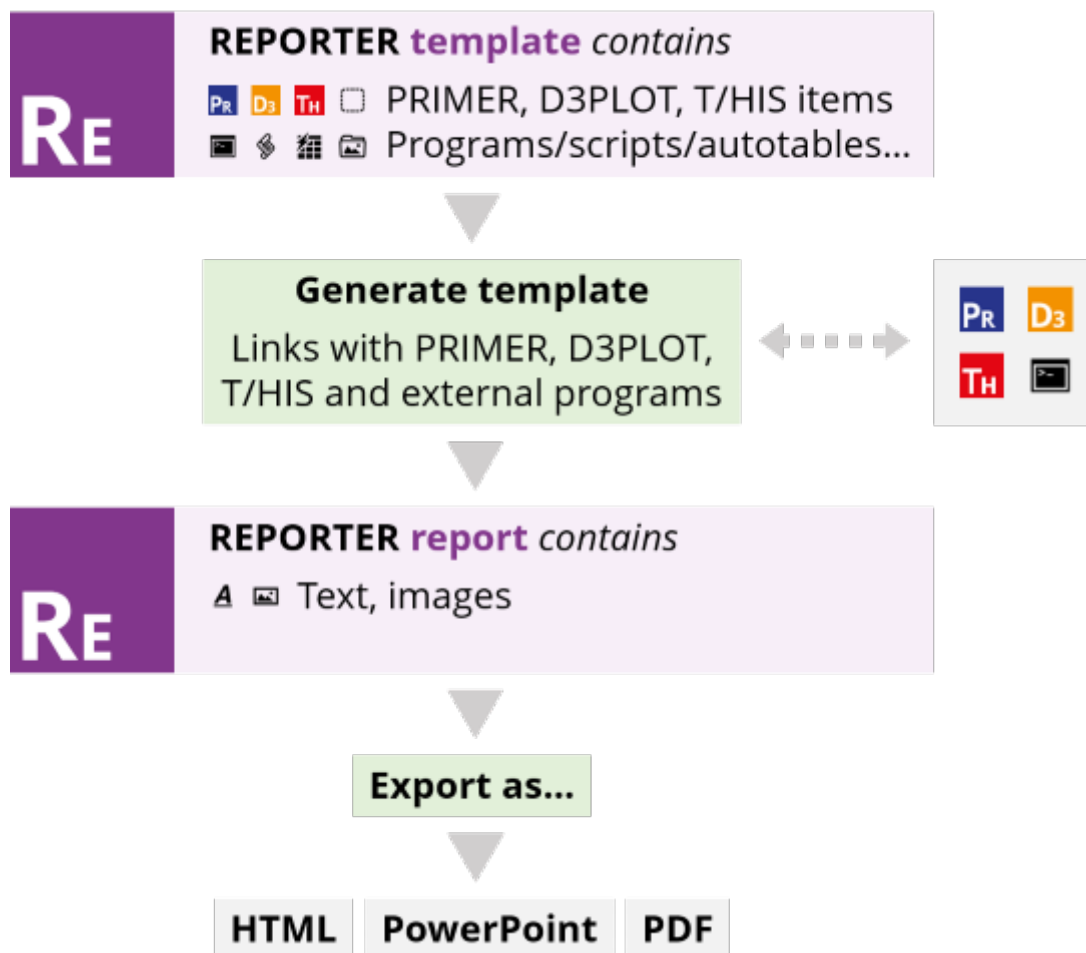 RE
REPORTER template contains
PR D3 TH PRIMER, D3PLOT, T/HIS items
Programs/scripts/autotables...
Generate template
Links with PRIMER, D3PLOT,
T/HIS and external programs
PR D3
TH >-
RE
REPORTER report contains
A Text, images
Export as...
HTML PowerPoint PDF